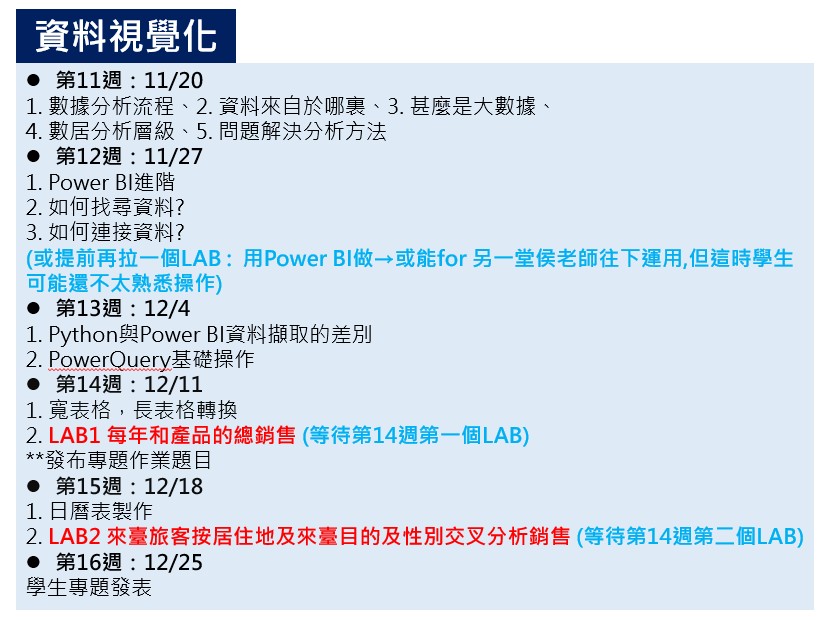 資料視覺化
● 第11週：11/20
1. 數據分析流程、2. 資料來自於哪裏、3. 甚麼是大數據、
4. 數居分析層級、5. 問題解決分析方法
● 第12週：11/27
1. Power BI進階
2. 如何找尋資料?
3. 如何連接資料?
(或提前再拉一個LAB： 用Power BI做→或能for 另一堂侯老師往下運用,但這時學生
可能還不太熟悉操作)
● 第13週：12/4
1. Python與Power BI資料擷取的差別
2. PowerQuery基礎操作
● 第14週：12/11
1. 寬表格，長表格轉換
2. LAB1 每年和產品的總銷售 (等待第14週第一個LAB)
**發布專題作業題目
● 第15週：12/18
1. 日曆表製作
2. LAB2 來臺旅客按居住地及來臺目的及性別交叉分析銷售 (等待第14週第二個LAB)
● 第16週：12/25
學生專題發表